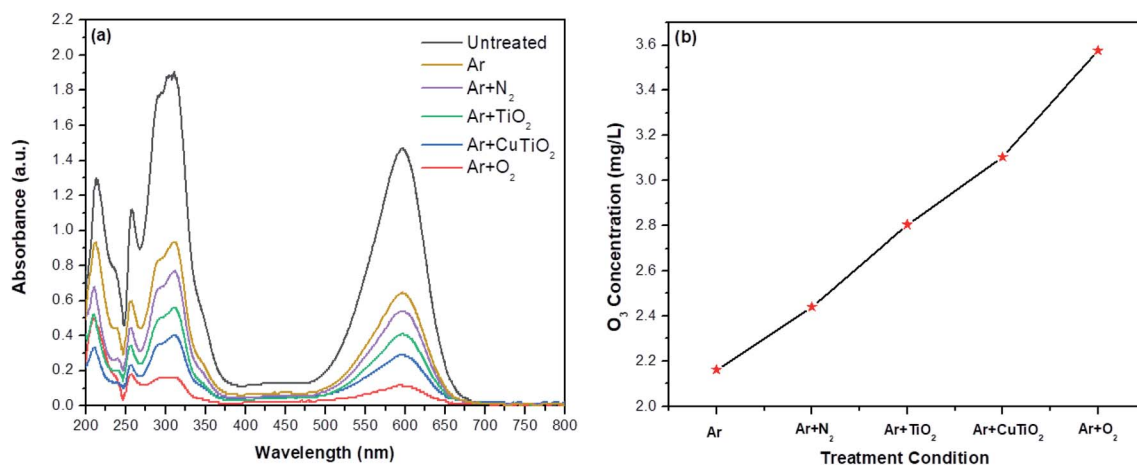 (a)
Untreated
Ar
Ar+N₂
Ar+TiO₂
Ar+CuTiO₂
Ar+O₂
2.2
2.0
1.8
1.6
1.4
1.2
1.0
0.8
0.6
0.4
0.2
0.0
Absorbance (a.u.)
200 250 300 350 400 450 500 550 600 650 700 750 800
Wavelength (nm)
(b)
3.6
3.4
3.2
3.0
2.8
2.6
2.4
2.2
2.0
O₃ Concentration (mg/L)
Ar Ar+N₂ Ar+TiO₂ Ar+CuTiO₂ Ar+O₂
Treatment Condition